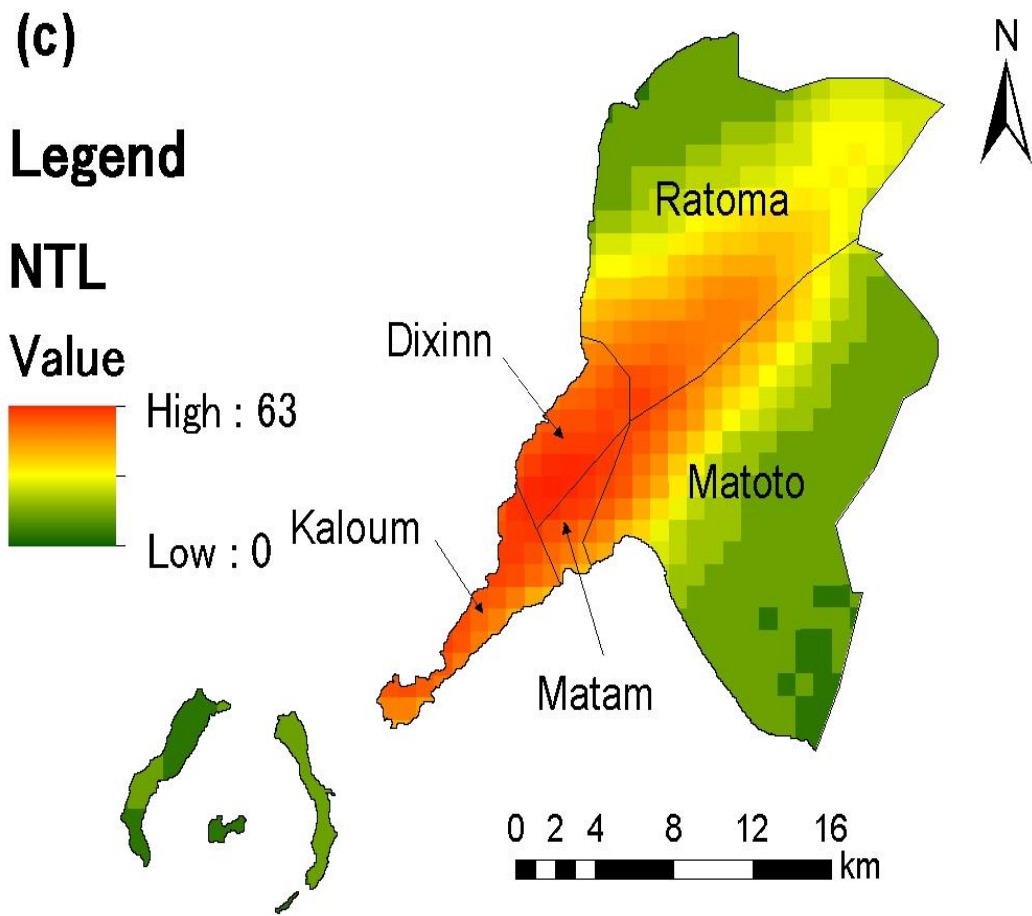 (c)
N
Legend
NTL
Value
High : 63
Low : 0
Ratoma
Dixinn
Matoto
Kaloum
Matam
0 2 4 8 12 16
km